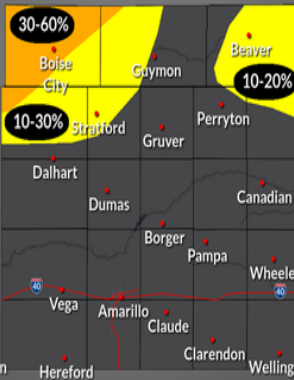 30-60%
Boise
City
Guymon
Beaver
10-20%
10-30%
Stratford
Gruver
Perryton
Dalhart
Dumas
Canadian
Borger
Pampa
Wheele
40
40
Vega
Amarillo
Claude
Clarendon
n
Hereford
Welling